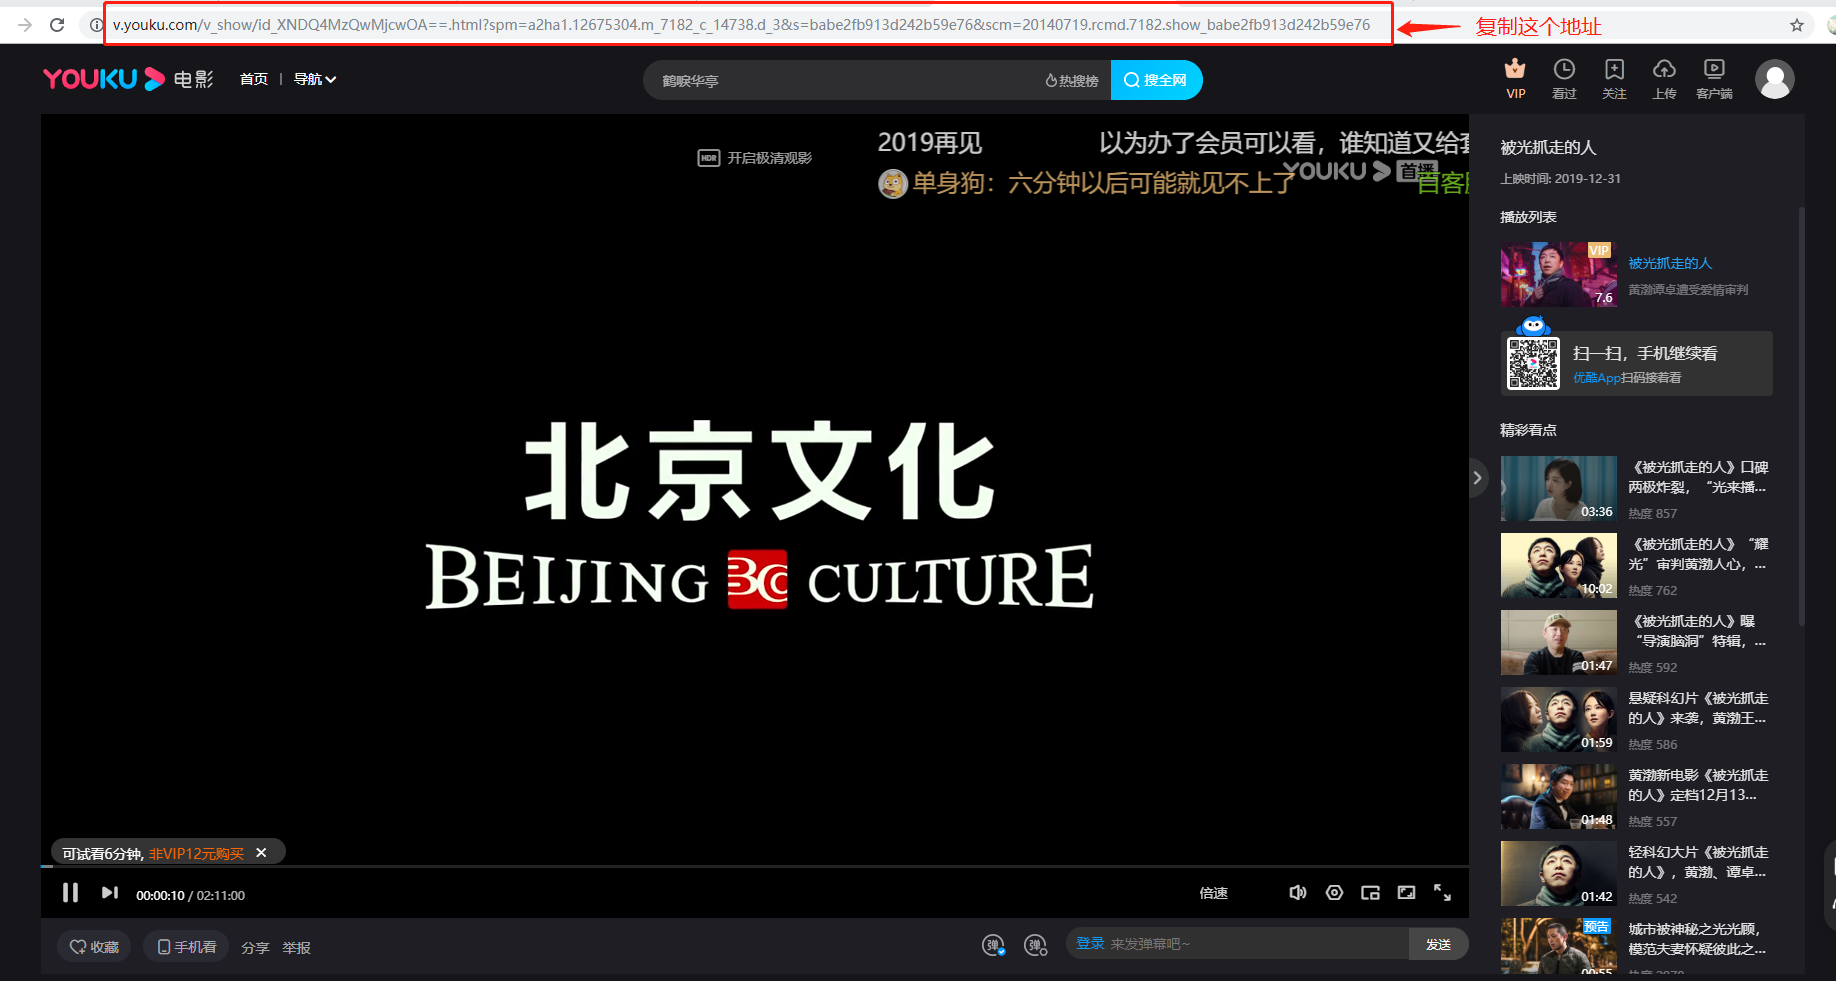 v.youku.com/v_show/id_XNDQ4MzQwMjcwOA==.html?spm=a2ha1.12675304.m_7182_c_14738.d_3&s=babe2fb913d242b59e76&scm=20140719.rcmd.7182.show_babe2fb913d242b59e76
复制这个地址
YOUKU 电影
首页
导航
鹤唳华亭
热搜榜
搜全网
VIP
看过
关注
上传
客户端
HDR 开启极清观影
2019再见
以为办了会员可以看，谁知道又给套
单身狗：六分钟以后可能就见不上了
YOUKU 首播
北京文化
BEIJING BC CULTURE
可试看6分钟, 非VIP12元购买
00:00:10 / 02:11:00
倍速
收藏
手机看
分享
举报
弹
弹
登录 来发弹幕吧~
发送
被光抓走的人
上映时间: 2019-12-31
播放列表
VIP
7.6
被光抓走的人
黄渤谭卓遭受爱情审判
扫一扫，手机继续看
优酷App扫码接着看
精彩看点
03:36
《被光抓走的人》口碑
两极炸裂，“光来播...
热度 857
10:02
《被光抓走的人》“耀
光”审判黄渤人心，...
热度 762
01:47
《被光抓走的人》曝
“导演脑洞”特辑，...
热度 592
01:59
悬疑科幻片《被光抓走
的人》来袭，黄渤王...
热度 586
01:48
黄渤新电影《被光抓走
的人》定档12月13...
热度 557
01:42
轻科幻大片《被光抓走
的人》，黄渤、谭卓...
热度 542
预告
00:55
城市被神秘之光光顾，
模范夫妻怀疑彼此之...